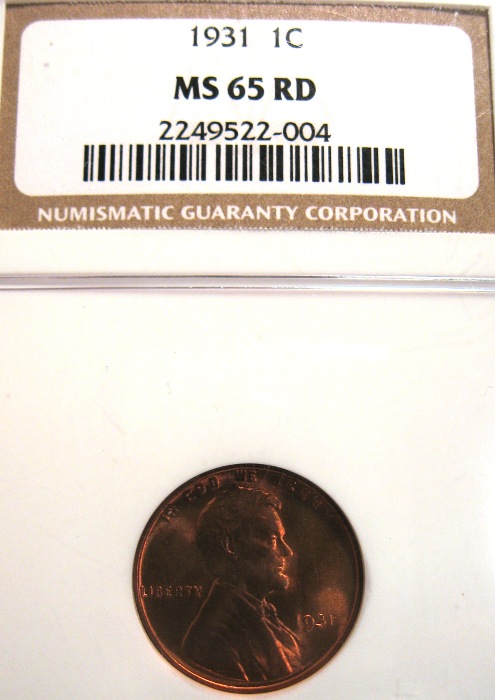 1931 1C
MS 65 RD
2249522-004
NUMISMATIC GUARANTY CORPORATION
IN GOD WE TRUST
LIBERTY
1931